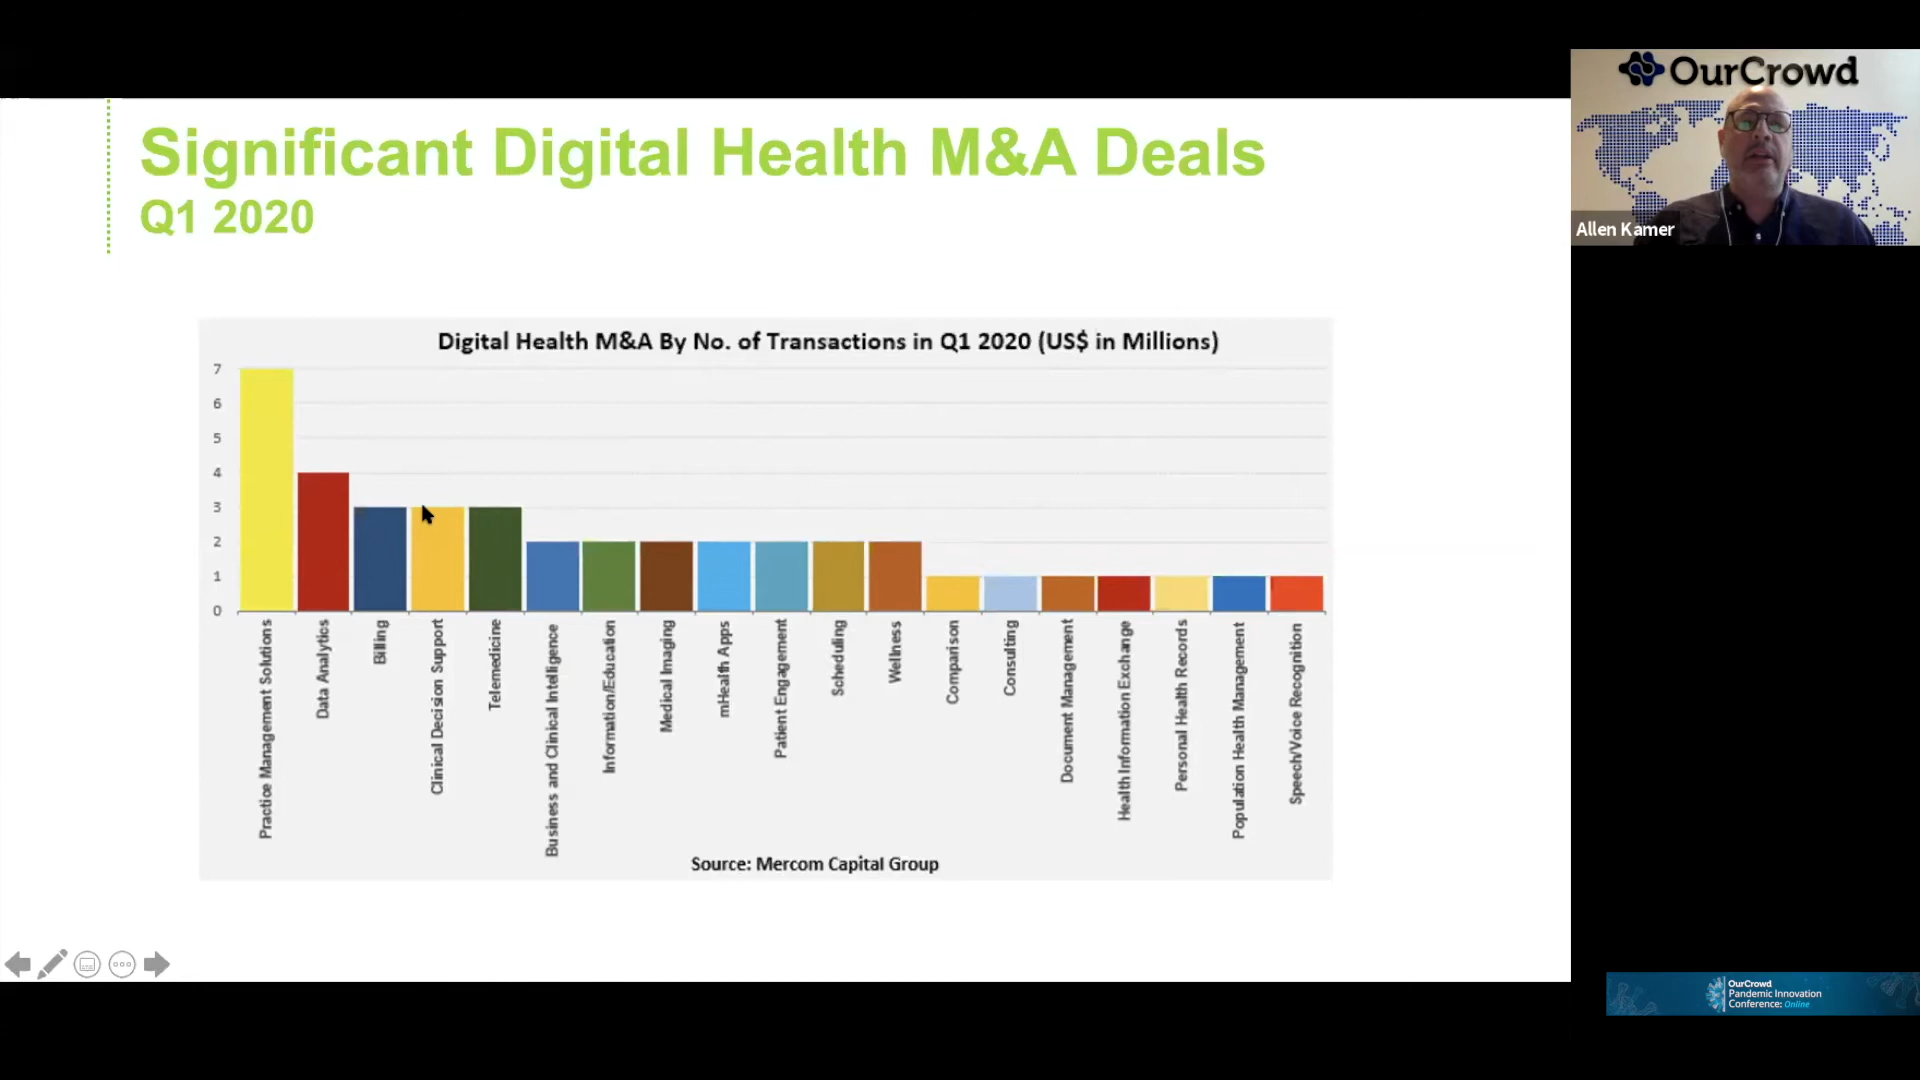 Significant Digital Health M&A Deals
Q1 2020
Digital Health M&A By No. of Transactions in Q1 2020 (US$ in Millions)
7
6
5
4
3
2
1
0
Practice Management Solutions
Data Analytics
Billing
Clinical Decision Support
Telemedicine
Business and Clinical Intelligence
Information/Education
Medical Imaging
mHealth Apps
Patient Engagement
Scheduling
Wellness
Comparison
Consulting
Document Management
Health Information Exchange
Personal Health Records
Population Health Management
Speech/Voice Recognition
Source: Mercom Capital Group
OurCrowd
Allen Kamer
OurCrowd
Pandemic Innovation
Conference: Online